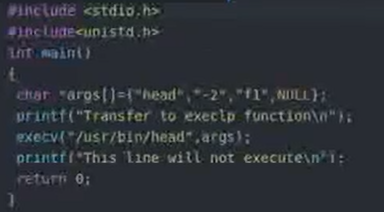 #include <stdio.h>
#include<unistd.h>
int main()
{
char *args[]={"head","-2","f1",NULL};
printf("Transfer to execlp function\n");
execv("/usr/bin/head",args);
printf("This line will not execute\n");
return 0;
}